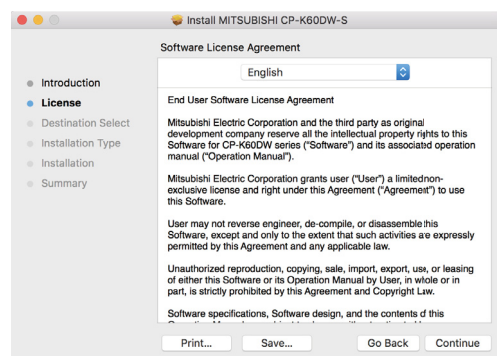 Install MITSUBISHI CP-K60DW-S
Software License Agreement
English
Introduction
License
Destination Select
Installation Type
Installation
Summary
End User Software License Agreement
Mitsubishi Electric Corporation and the third party as original
development company reserve all the intellectual property rights to this
Software for CP-K60DW series (“Software”) and its associated operation
manual (“Operation Manual”).
Mitsubishi Electric Corporation grants user (“User”) a limitednon-
exclusive license and right under this Agreement (“Agreement”) to use
this Software.
User may not reverse engineer, de-compile, or disassemble this
Software, except and only to the extent that such activities are expressly
permitted by this Agreement and any applicable law.
Unauthorized reproduction, copying, sale, import, export, use, or leasing
of either this Software or its Operation Manual by User, in whole or in
part, is strictly prohibited by this Agreement and Copyright Law.
Software specifications, Software design, and the contents of this
Print... Save... Go Back Continue